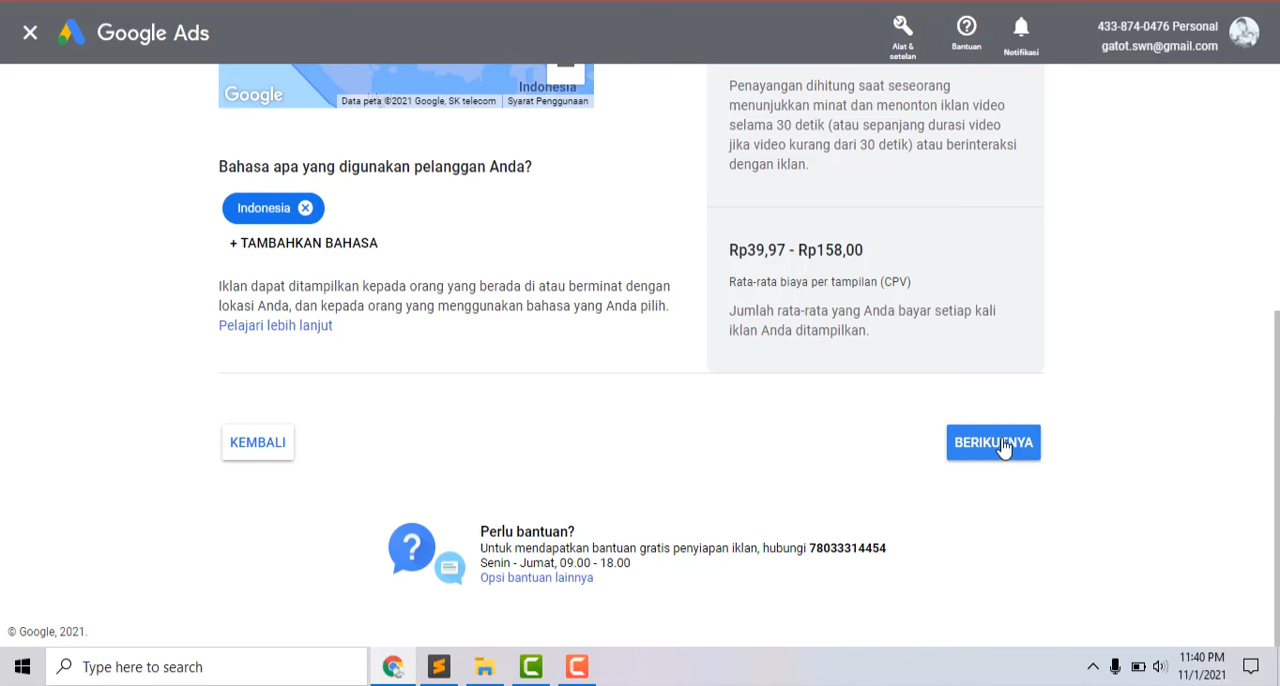 Google Ads
Alat &
setelan
Bantuan
Notifikasi
433-874-0476 Personal
gatot.swn@gmail.com
Indonesia
Google
Data peta ©2021 Google, SK telecom
Syarat Penggunaan
Bahasa apa yang digunakan pelanggan Anda?
Indonesia
+ TAMBAHKAN BAHASA
Iklan dapat ditampilkan kepada orang yang berada di atau berminat dengan
lokasi Anda, dan kepada orang yang menggunakan bahasa yang Anda pilih.
Pelajari lebih lanjut
Penayangan dihitung saat seseorang
menunjukkan minat dan menonton iklan video
selama 30 detik (atau sepanjang durasi video
jika video kurang dari 30 detik) atau berinteraksi
dengan iklan.
Rp39,97 - Rp158,00
Rata-rata biaya per tampilan (CPV)
Jumlah rata-rata yang Anda bayar setiap kali
iklan Anda ditampilkan.
KEMBALI
BERIKUTNYA
Perlu bantuan?
Untuk mendapatkan bantuan gratis penyiapan iklan, hubungi 78033314454
Senin - Jumat, 09.00 - 18.00
Opsi bantuan lainnya
© Google, 2021.
Type here to search
11:40 PM
11/1/2021